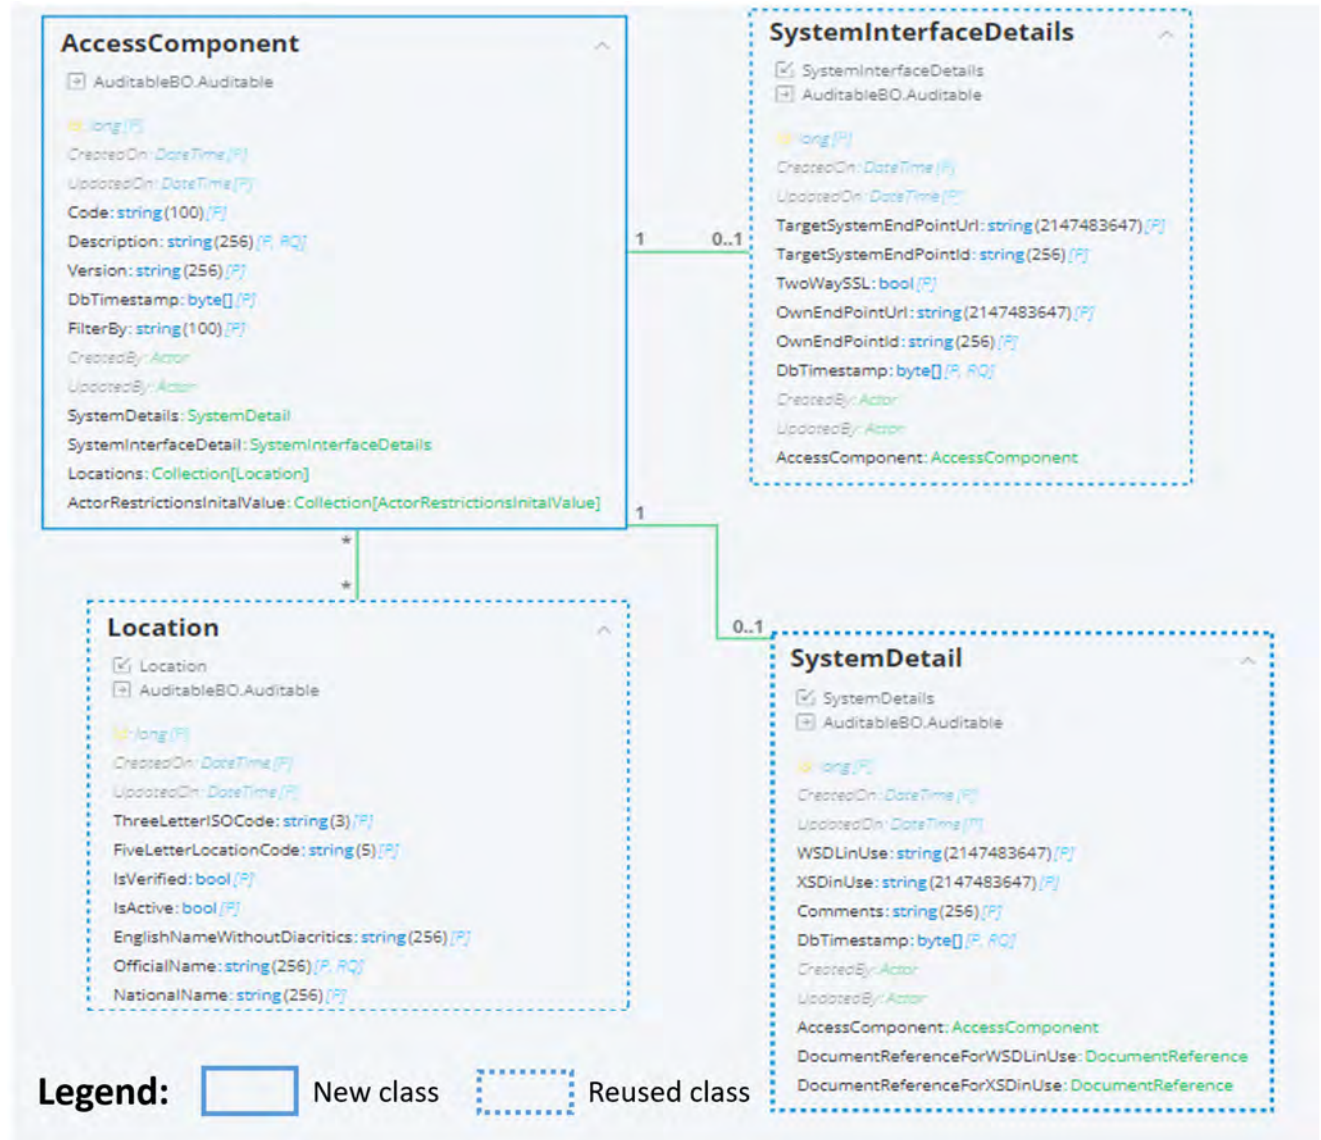 AccessComponent
AuditableBO.Auditable
Id: long [P]
CreatedOn: DateTime [P]
UpdatedOn: DateTime [P]
Code: string (100) [P]
Description: string (256) [P, RQ]
Version: string (256) [P]
DbTimestamp: byte[] [P]
FilterBy: string (100) [P]
CreatedBy: Actor
UpdatedBy: Actor
SystemDetails: SystemDetail
SystemInterfaceDetail: SystemInterfaceDetails
Locations: Collection[Location]
ActorRestrictionsInitalValue: Collection[ActorRestrictionsInitalValue]
1
0..1
SystemInterfaceDetails
SystemInterfaceDetails
AuditableBO.Auditable
Id: long [P]
CreatedOn: DateTime [P]
UpdatedOn: DateTime [P]
TargetSystemEndPointUrl: string (2147483647) [P]
TargetSystemEndPointId: string (256) [P]
TwoWaySSL: bool [P]
OwnEndPointUrl: string (2147483647) [P]
OwnEndPointId: string (256) [P]
DbTimestamp: byte[] [P, RQ]
CreatedBy: Actor
UpdatedBy: Actor
AccessComponent: AccessComponent
1
0..1
*
*
Location
Location
AuditableBO.Auditable
Id: long [P]
CreatedOn: DateTime [P]
UpdatedOn: DateTime [P]
ThreeLetterISOCode: string (3) [P]
FiveLetterLocationCode: string (5) [P]
IsVerified: bool [P]
IsActive: bool [P]
EnglishNameWithoutDiacritics: string (256) [P]
OfficialName: string (256) [P, RQ]
NationalName: string (256) [P]
SystemDetail
SystemDetails
AuditableBO.Auditable
Id: long [P]
CreatedOn: DateTime [P]
UpdatedOn: DateTime [P]
WSDLinUse: string (2147483647) [P]
XSDinUse: string (2147483647) [P]
Comments: string (256) [P]
DbTimestamp: byte[] [P, RQ]
CreatedBy: Actor
UpdatedBy: Actor
AccessComponent: AccessComponent
DocumentReferenceForWSDLinUse: DocumentReference
DocumentReferenceForXSDinUse: DocumentReference
Legend:
New class
Reused class